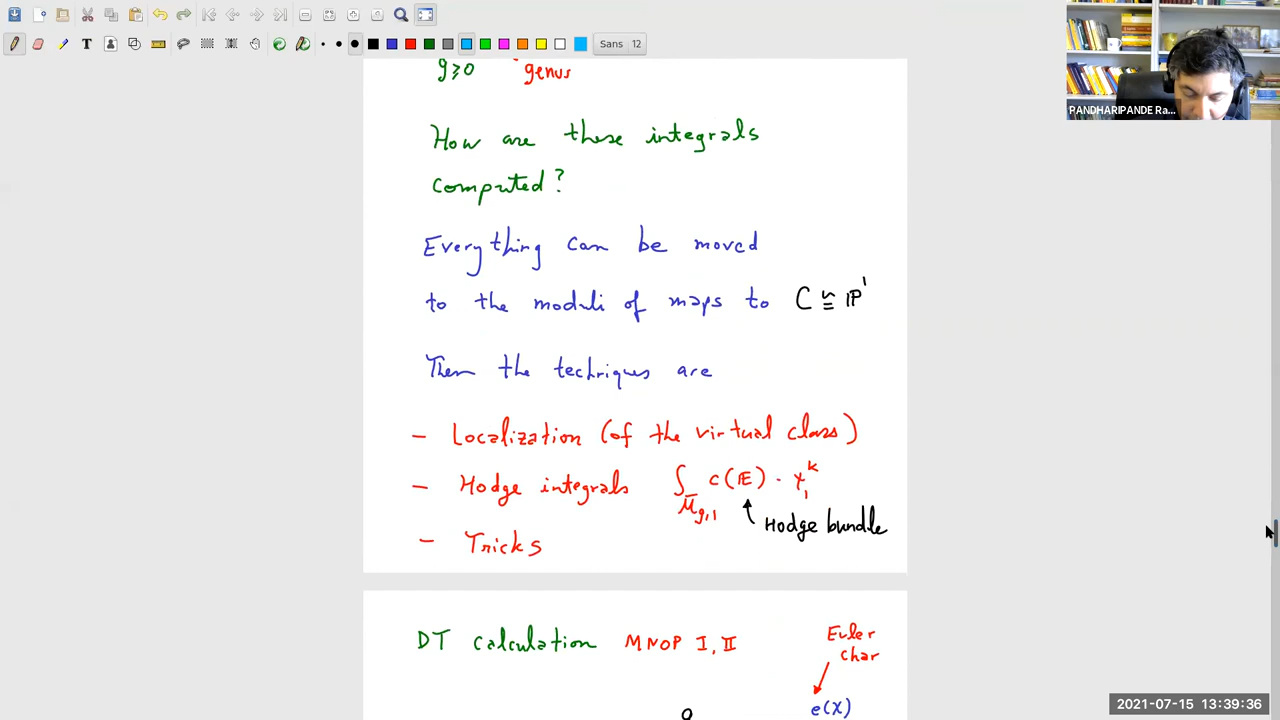 Sans 12
PANDHARIPANDE Ra...
g⩾0 genus
How are these integrals
computed?
Everything can be moved
to the moduli of maps to C ≅ ℙ¹
Then the techniques are
– Localization (of the virtual class)
– Hodge integrals ∫_{M̅_{g,1}} c(𝔼) · ψ₁ᵏ
Hodge bundle
– Tricks
DT calculation MNOP I, II
Euler
char
e(X)
2021-07-15 13:39:36